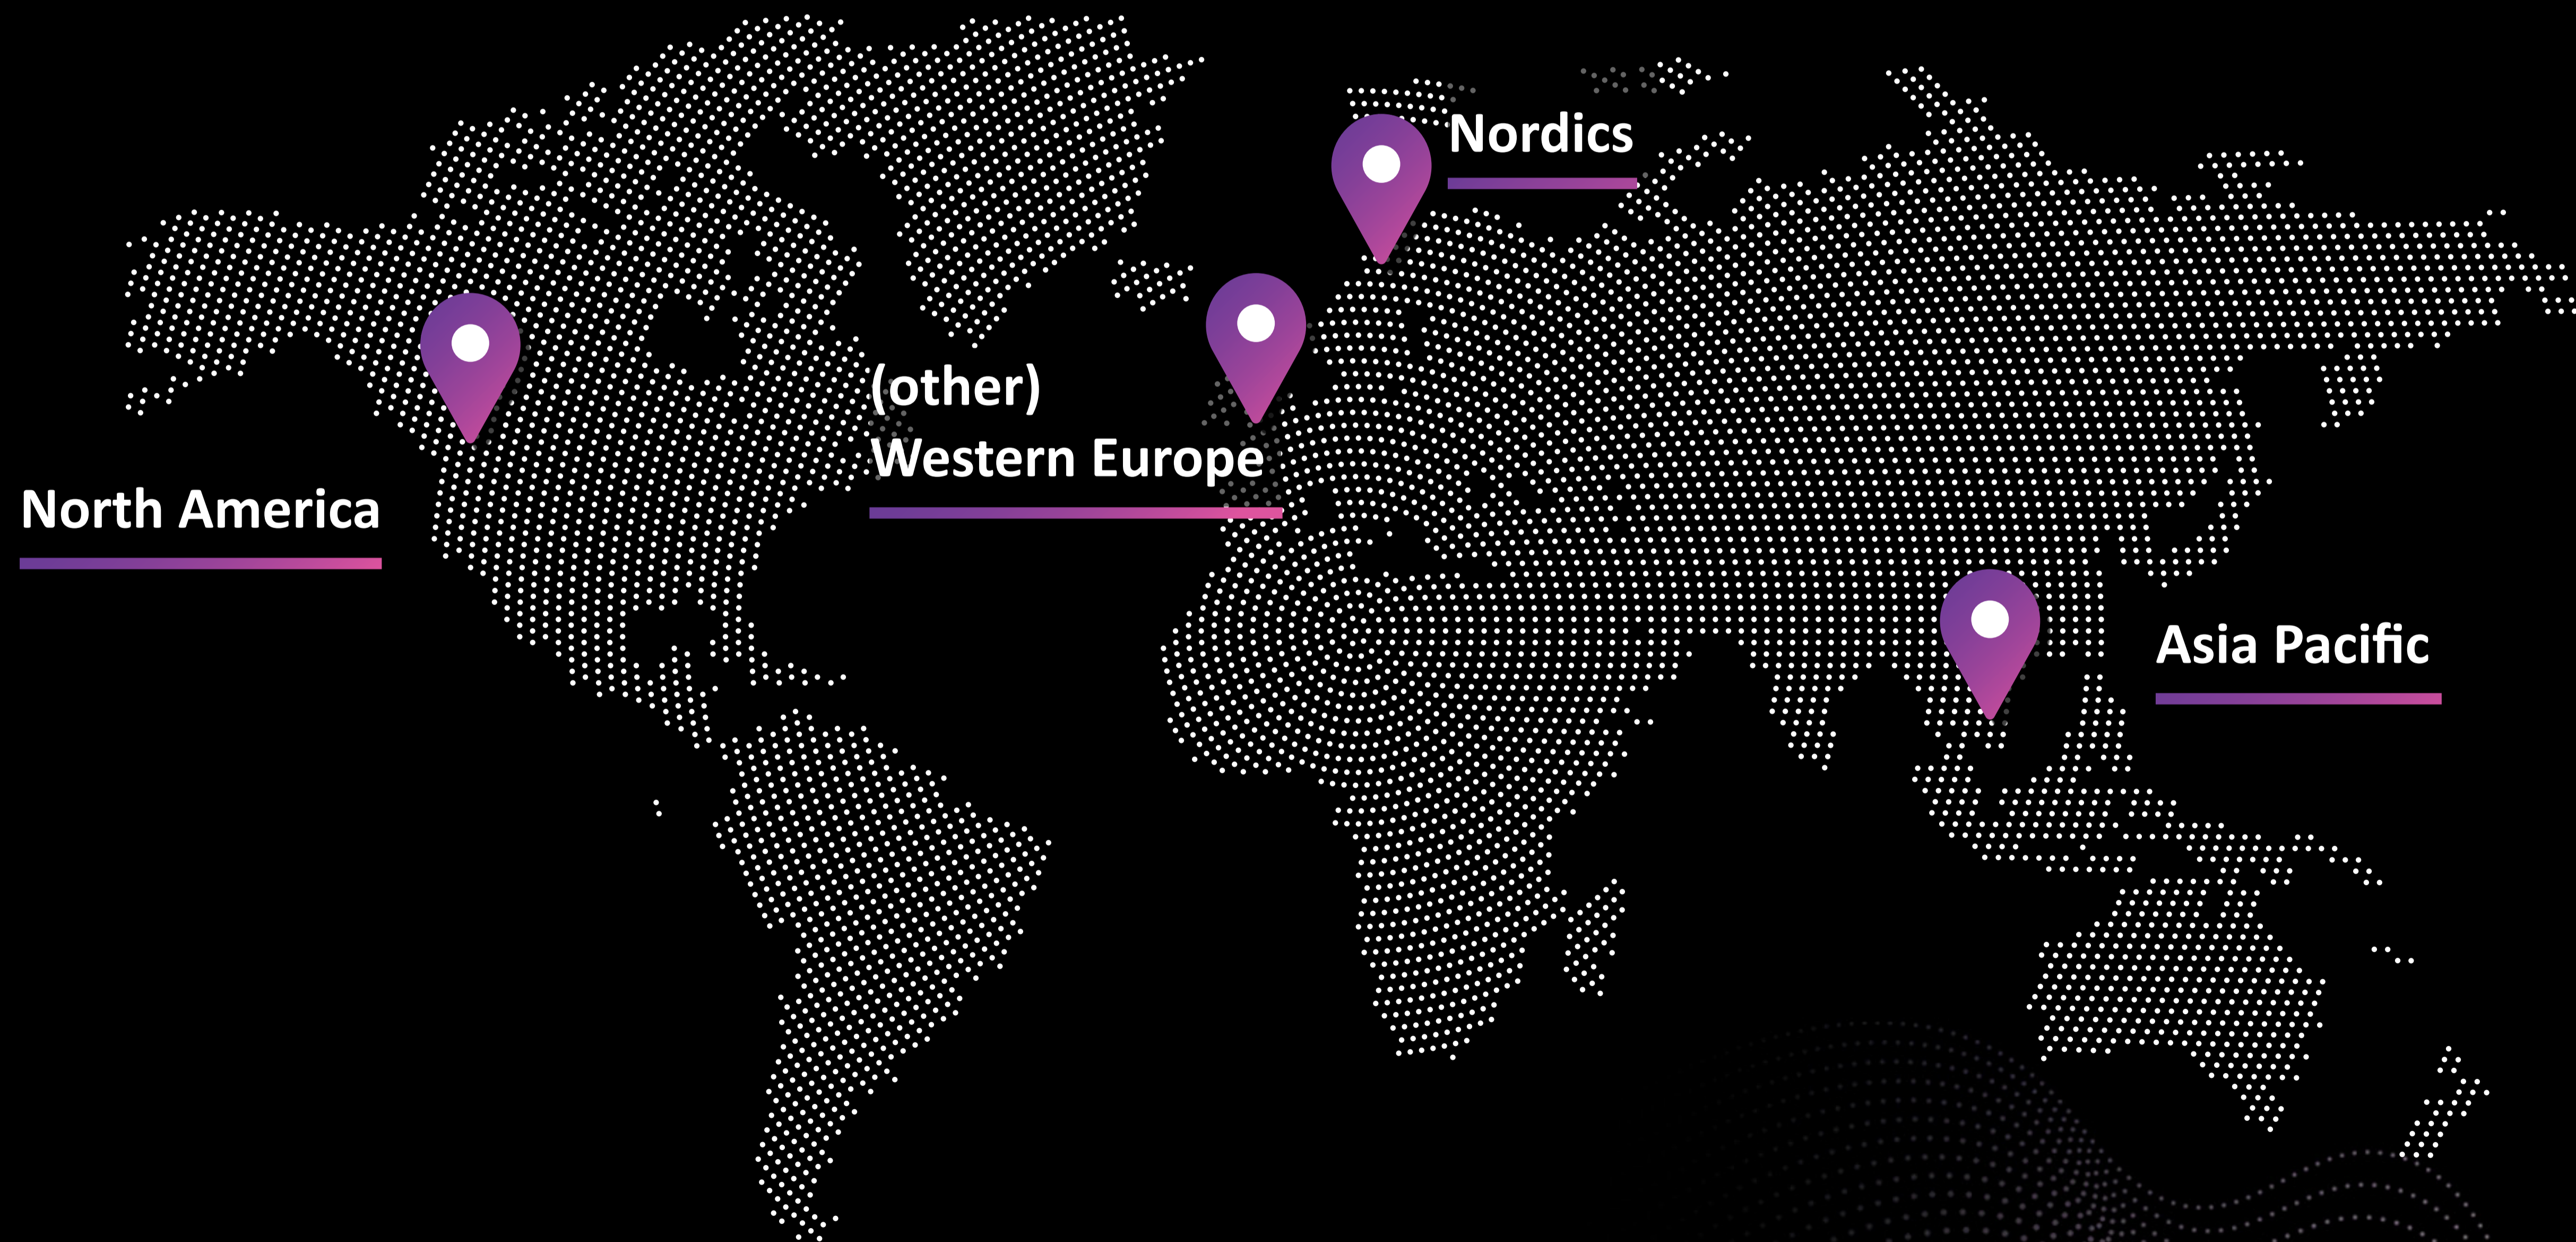 Nordics
(other)
Western Europe
North America
Asia Pacific